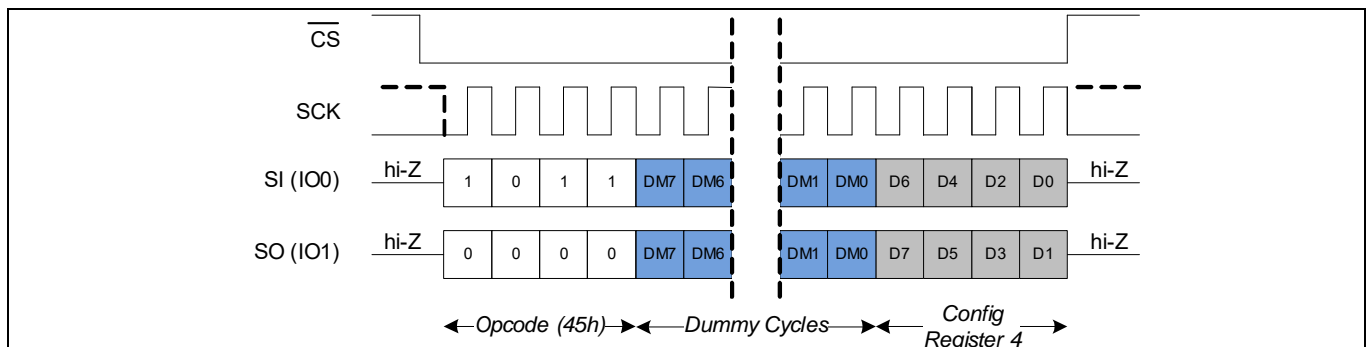 CS
SCK
SI (IO0) hi-Z 1 0 1 1 DM7 DM6 DM1 DM0 D6 D4 D2 D0 hi-Z
SO (IO1) hi-Z 0 0 0 0 DM7 DM6 DM1 DM0 D7 D5 D3 D1 hi-Z
Opcode (45h) Dummy Cycles Config
Register 4